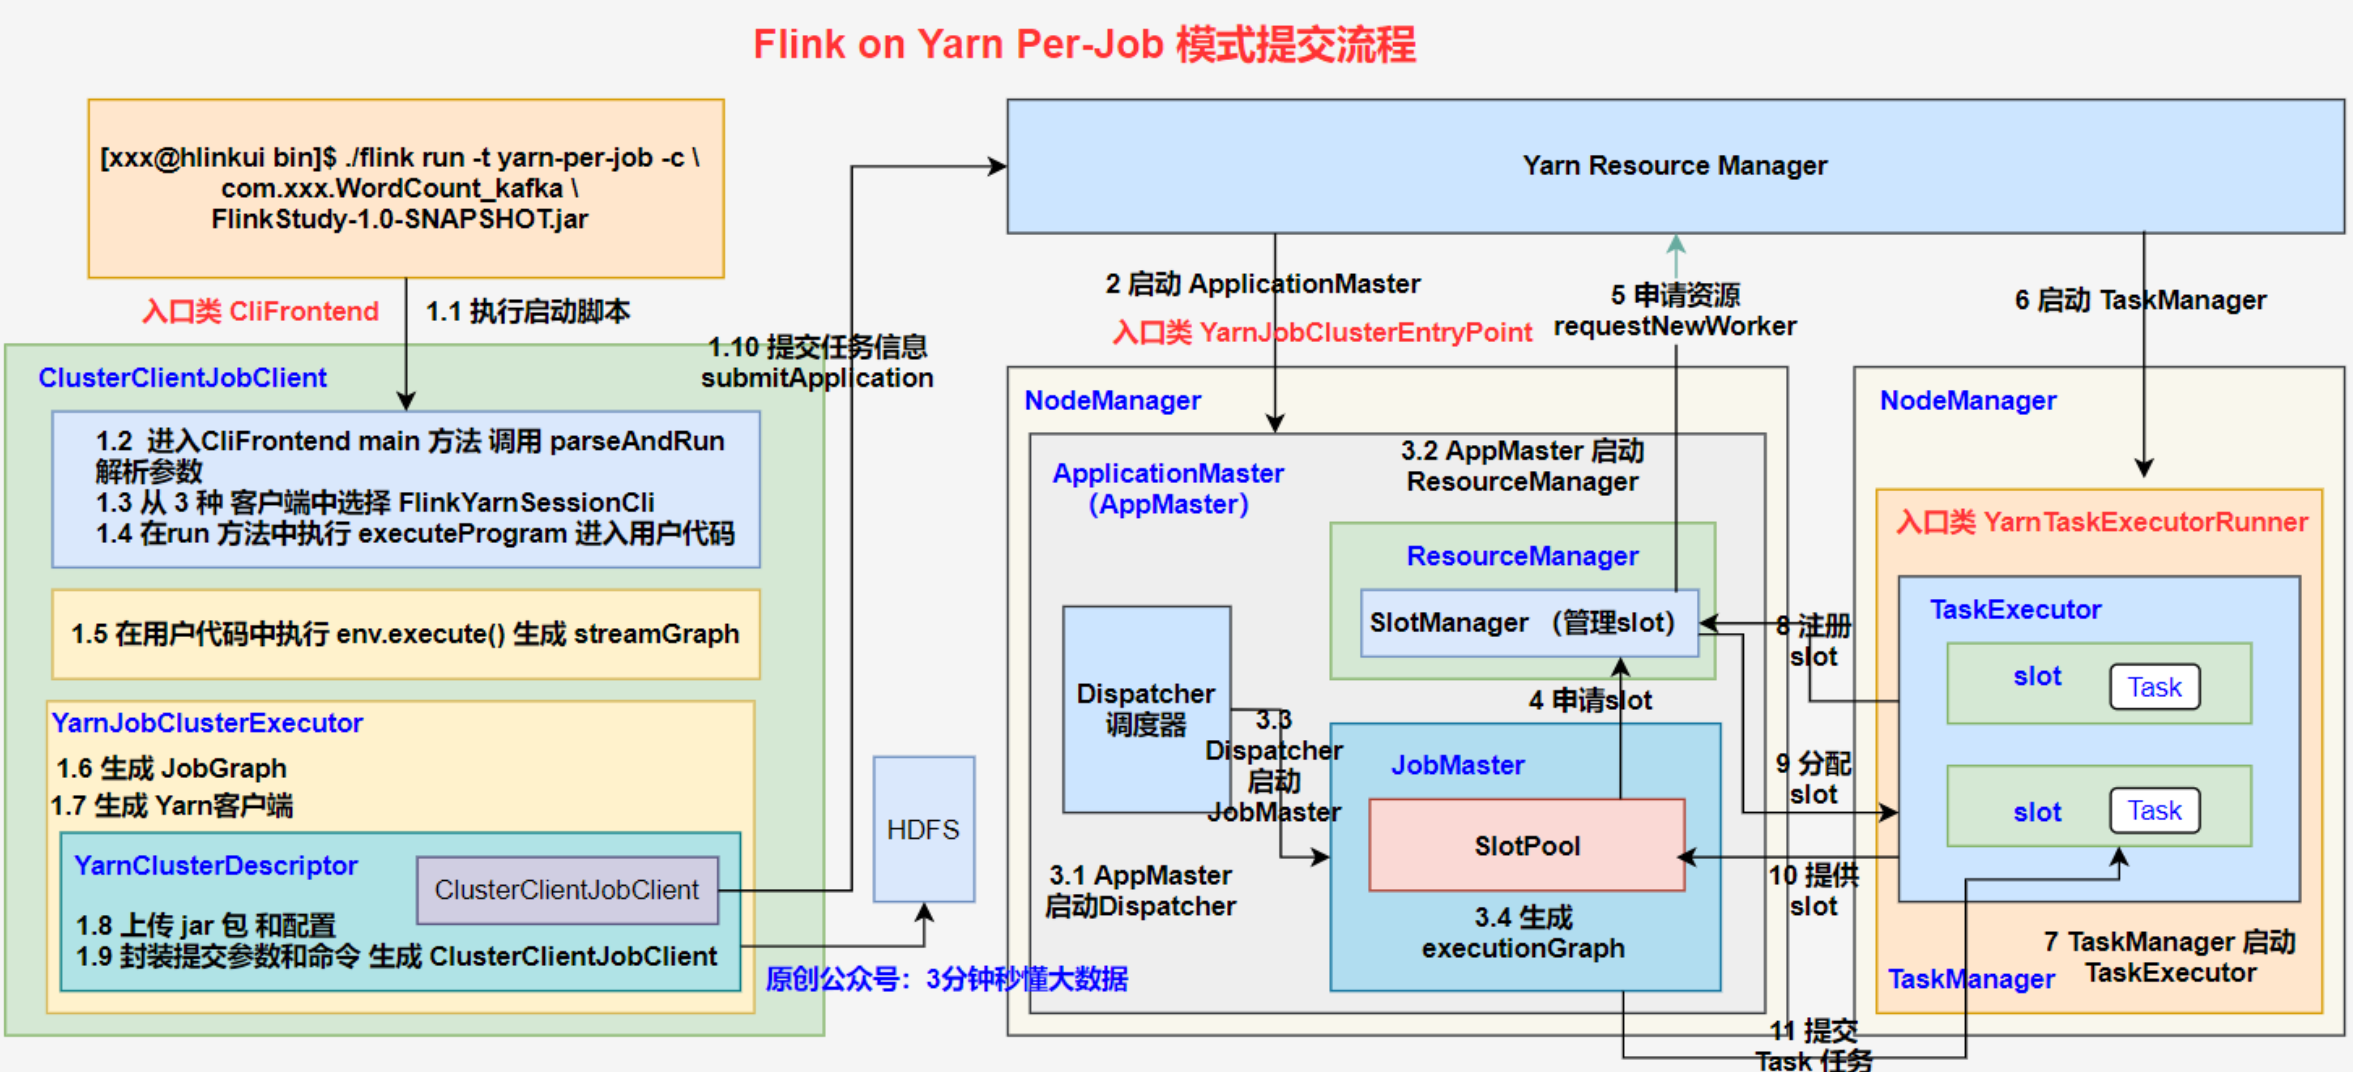 Flink on Yarn Per-Job 模式提交流程
[xxx@hlinkui bin]$ ./flink run -t yarn-per-job -c \
com.xxx.WordCount_kafka \
FlinkStudy-1.0-SNAPSHOT.jar
入口类 CliFrontend
1.1 执行启动脚本
ClusterClientJobClient
1.2 进入CliFrontend main 方法 调用 parseAndRun
解析参数
1.3 从 3 种 客户端中选择 FlinkYarnSessionCli
1.4 在run 方法中执行 executeProgram 进入用户代码
1.5 在用户代码中执行 env.execute() 生成 streamGraph
YarnJobClusterExecutor
1.6 生成 JobGraph
1.7 生成 Yarn客户端
YarnClusterDescriptor
ClusterClientJobClient
1.8 上传 jar 包 和配置
1.9 封装提交参数和命令 生成 ClusterClientJobClient
1.10 提交任务信息
submitApplication
HDFS
原创公众号：3分钟秒懂大数据
Yarn Resource Manager
2 启动 ApplicationMaster
入口类 YarnJobClusterEntryPoint
5 申请资源
requestNewWorker
6 启动 TaskManager
NodeManager
ApplicationMaster
（AppMaster）
3.2 AppMaster 启动
ResourceManager
ResourceManager
SlotManager （管理slot）
Dispatcher
调度器
3.3
Dispatcher
启动
JobMaster
4 申请slot
JobMaster
SlotPool
3.1 AppMaster
启动Dispatcher
3.4 生成
executionGraph
8 注册
slot
9 分配
slot
10 提供
slot
11 提交
Task 任务
NodeManager
入口类 YarnTaskExecutorRunner
TaskExecutor
slot
Task
slot
Task
7 TaskManager 启动
TaskExecutor
TaskManager